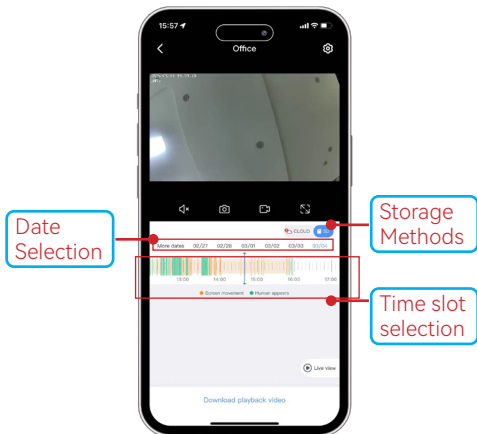 15:57
Office
CLOUD
SD
More dates 02/27 02/28 03/01 03/02 03/03 03/04
13:00 14:00 15:00 16:00 17:00
Screen movement Human appears
Live view
Download playback video
Date
Selection
Storage
Methods
Time slot
selection